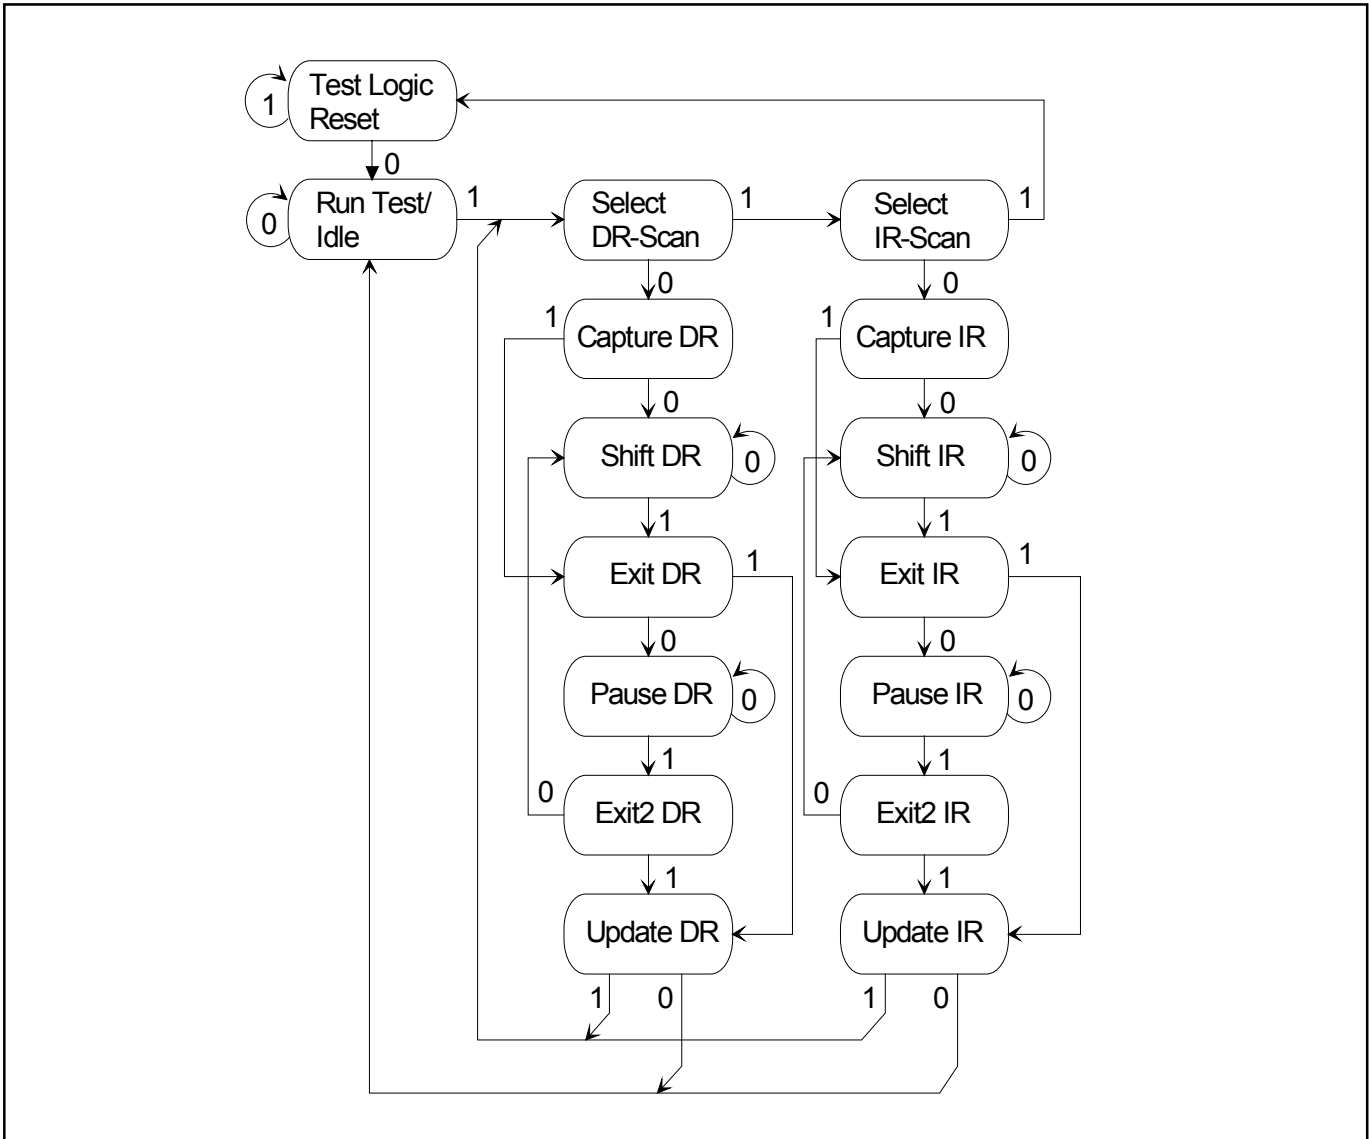 Test Logic
Reset
1
0
Run Test/
Idle
0
1
Select
DR-Scan
1
Select
IR-Scan
1
0
0
1
Capture DR
1
Capture IR
0
0
Shift DR
0
Shift IR
0
1
1
Exit DR
1
Exit IR
1
0
0
Pause DR
0
Pause IR
0
1
1
0
Exit2 DR
0
Exit2 IR
1
1
Update DR
Update IR
1
0
1
0